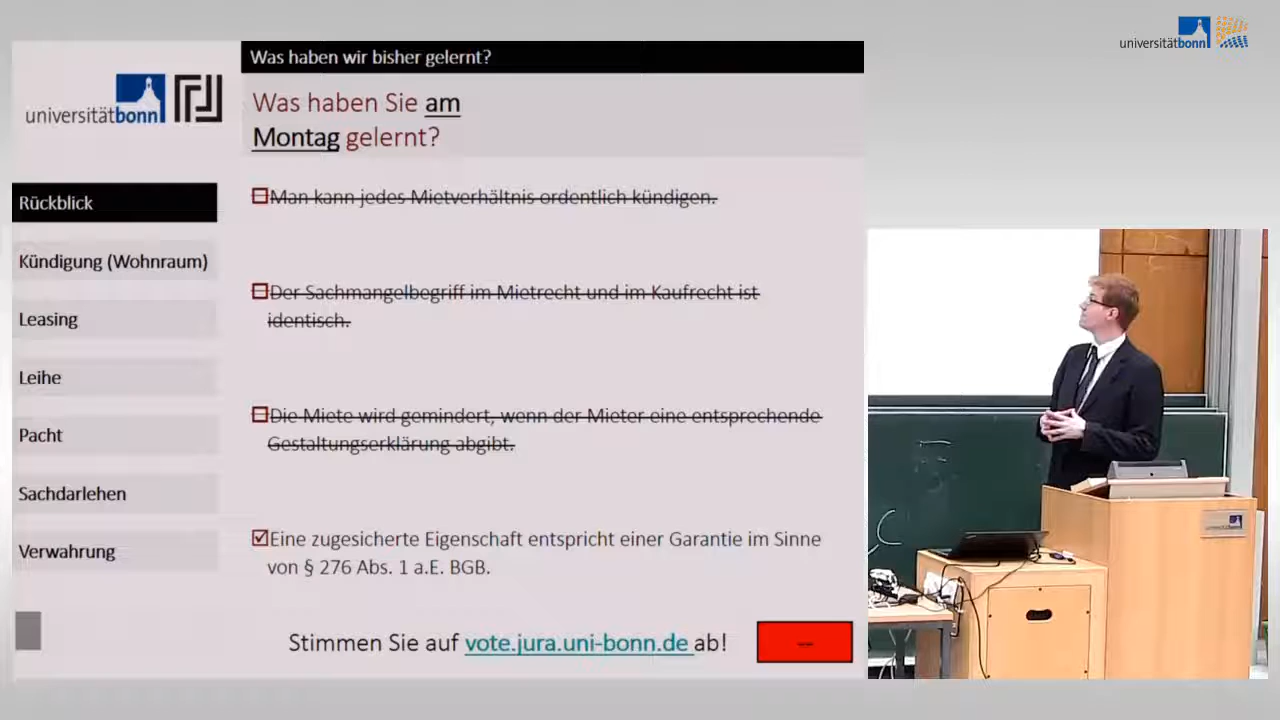 universitätbonn
Was haben wir bisher gelernt?
universitätbonn
Was haben Sie am
Montag gelernt?
Rückblick
Kündigung (Wohnraum)
Leasing
Leihe
Pacht
Sachdarlehen
Verwahrung
Man kann jedes Mietverhältnis ordentlich kündigen.
Der Sachmangelbegriff im Mietrecht und im Kaufrecht ist
identisch.
Die Miete wird gemindert, wenn der Mieter eine entsprechende
Gestaltungserklärung abgibt.
Eine zugesicherte Eigenschaft entspricht einer Garantie im Sinne
von § 276 Abs. 1 a.E. BGB.
Stimmen Sie auf vote.jura.uni-bonn.de ab!
--